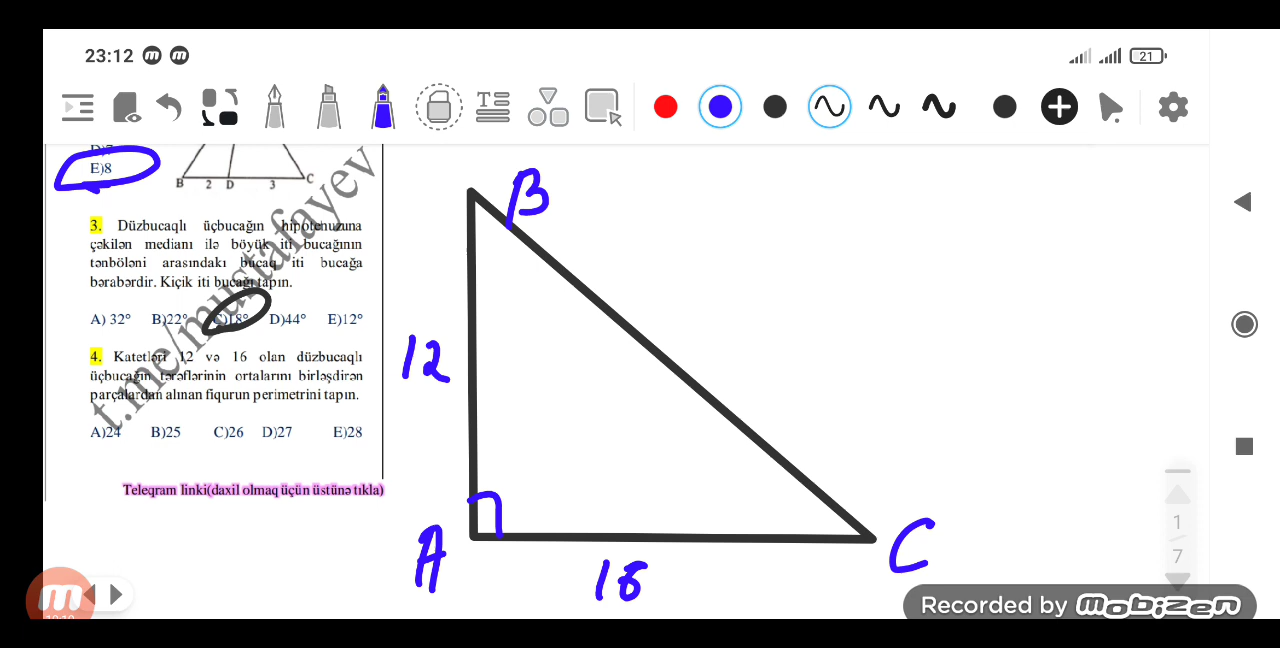 23:12
21
D)7
E)8
B 2 D 3 C
3. Düzbucaqlı üçbucağın hipotenuzuna
çəkilən medianı ilə böyük iti bucağının
tənböləni arasındakı bucaq iti bucağa
bərabərdir. Kiçik iti bucağı tapın.
A) 32° B)22° C)18° D)44° E)12°
4. Katetləri 12 və 16 olan düzbucaqlı
üçbucağın tərəflərinin ortalarını birləşdirən
parçalardan alınan fiqurun perimetrini tapın.
A)24 B)25 C)26 D)27 E)28
t.me/mustafayev
Teleqram linki(daxil olmaq üçün üstünə tıkla)
B
12
A
16
C
1
7
Recorded by mobizen